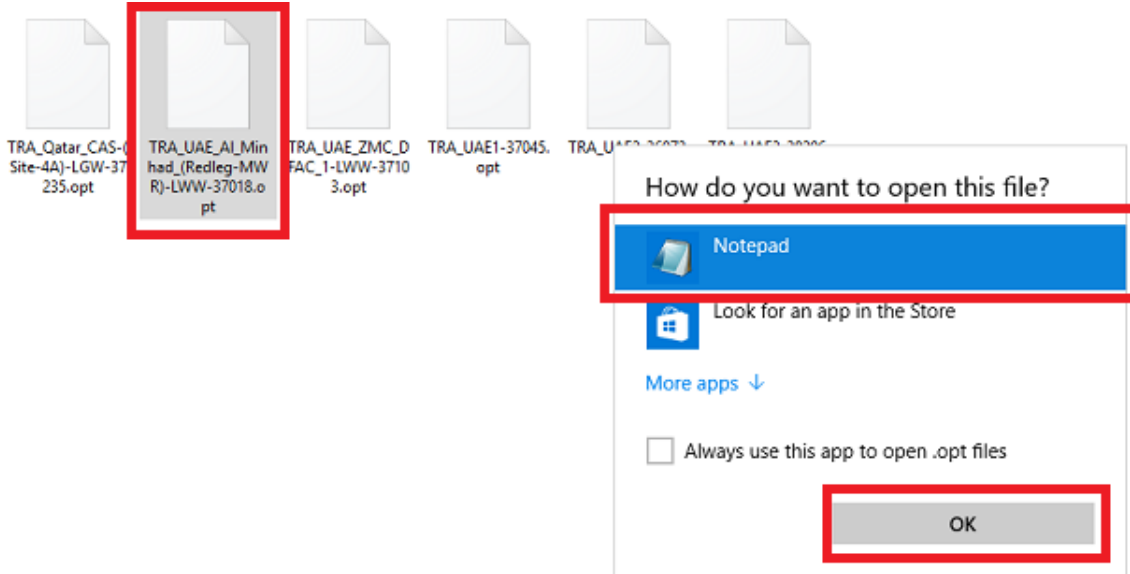 TRA_Qatar_CAS-(
Site-4A)-LGW-37
235.opt
TRA_UAE_Al_Min
had_(Redleg-MW
R)-LWW-37018.o
pt
TRA_UAE_ZMC_D
FAC_1-LWW-3710
3.opt
TRA_UAE1-37045.
opt
How do you want to open this file?
Notepad
Look for an app in the Store
More apps
Always use this app to open .opt files
OK